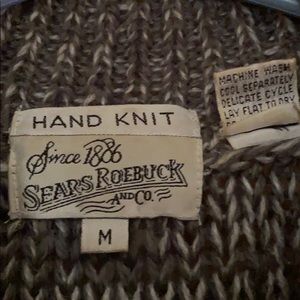 HAND KNIT
Since 1886
SEARS ROEBUCK
AND CO.
M
MACHINE WASH
COOL SEPARATELY
DELICATE CYCLE
LAY FLAT TO DRY